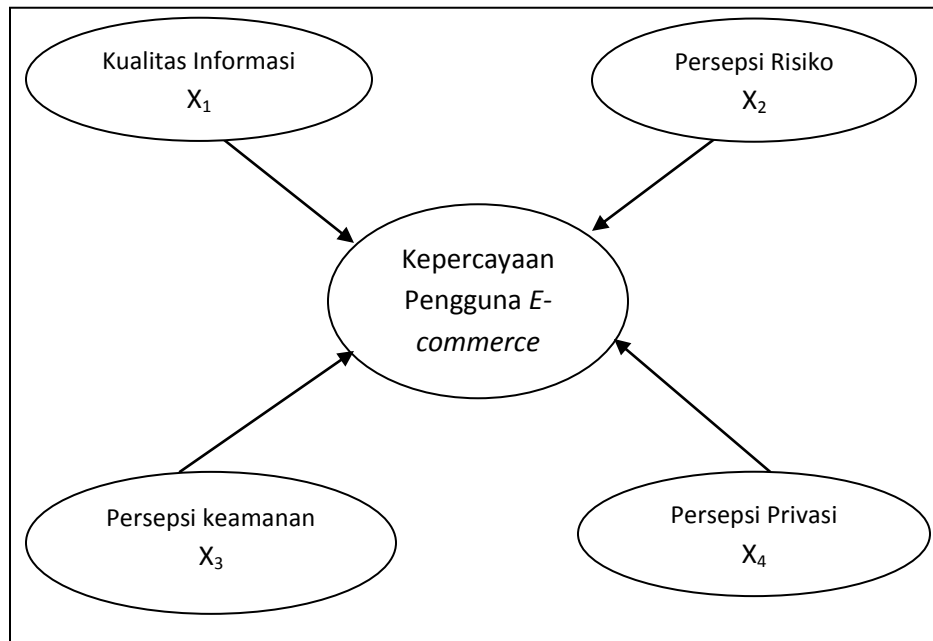 Kualitas Informasi
X₁
Persepsi Risiko
X₂
Kepercayaan
Pengguna E-
commerce
Persepsi keamanan
X₃
Persepsi Privasi
X₄